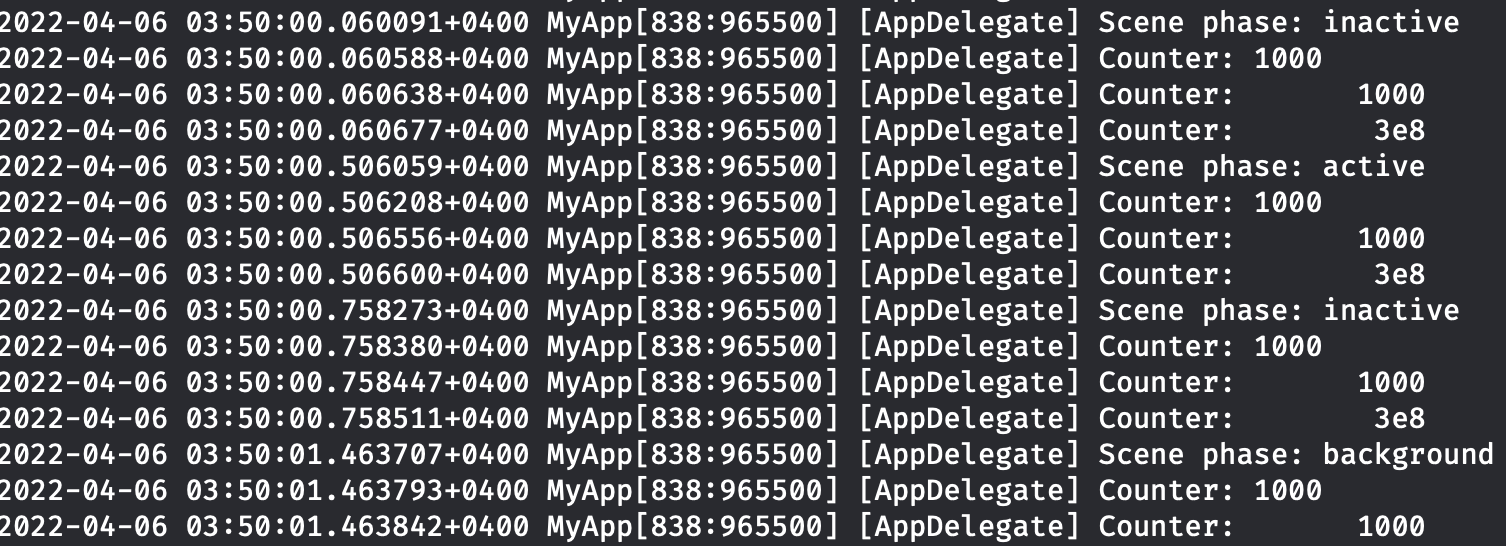 2022-04-06 03:50:00.060091+0400 MyApp[838:965500] [AppDelegate] Scene phase: inactive
2022-04-06 03:50:00.060588+0400 MyApp[838:965500] [AppDelegate] Counter: 1000
2022-04-06 03:50:00.060638+0400 MyApp[838:965500] [AppDelegate] Counter:       1000
2022-04-06 03:50:00.060677+0400 MyApp[838:965500] [AppDelegate] Counter:        3e8
2022-04-06 03:50:00.506059+0400 MyApp[838:965500] [AppDelegate] Scene phase: active
2022-04-06 03:50:00.506208+0400 MyApp[838:965500] [AppDelegate] Counter: 1000
2022-04-06 03:50:00.506556+0400 MyApp[838:965500] [AppDelegate] Counter:       1000
2022-04-06 03:50:00.506600+0400 MyApp[838:965500] [AppDelegate] Counter:        3e8
2022-04-06 03:50:00.758273+0400 MyApp[838:965500] [AppDelegate] Scene phase: inactive
2022-04-06 03:50:00.758380+0400 MyApp[838:965500] [AppDelegate] Counter: 1000
2022-04-06 03:50:00.758447+0400 MyApp[838:965500] [AppDelegate] Counter:       1000
2022-04-06 03:50:00.758511+0400 MyApp[838:965500] [AppDelegate] Counter:        3e8
2022-04-06 03:50:01.463707+0400 MyApp[838:965500] [AppDelegate] Scene phase: background
2022-04-06 03:50:01.463793+0400 MyApp[838:965500] [AppDelegate] Counter: 1000
2022-04-06 03:50:01.463842+0400 MyApp[838:965500] [AppDelegate] Counter:       1000